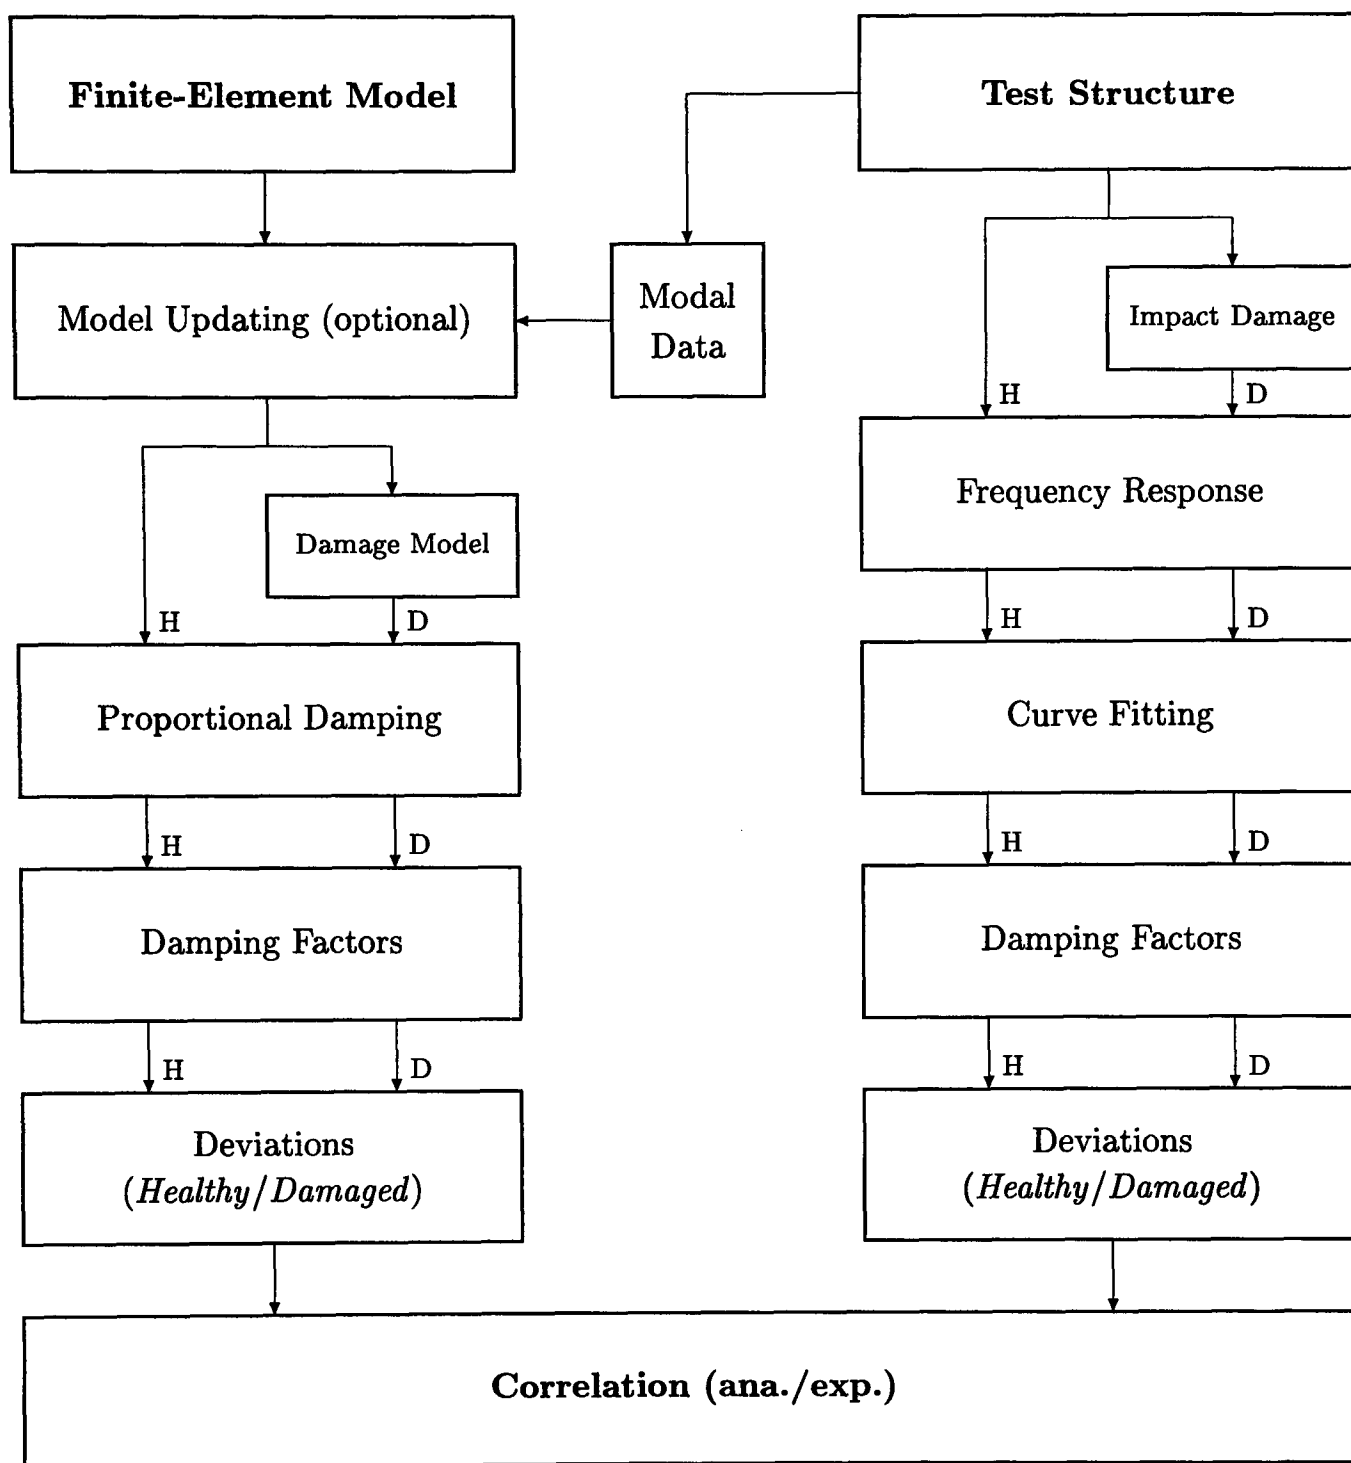 Finite-Element Model
Test Structure
Model Updating (optional)
Modal
Data
Impact Damage
H
D
Frequency Response
Damage Model
H
D
H
D
Proportional Damping
Curve Fitting
H
D
H
D
Damping Factors
Damping Factors
H
D
H
D
Deviations
(Healthy/Damaged)
Deviations
(Healthy/Damaged)
Correlation (ana./exp.)